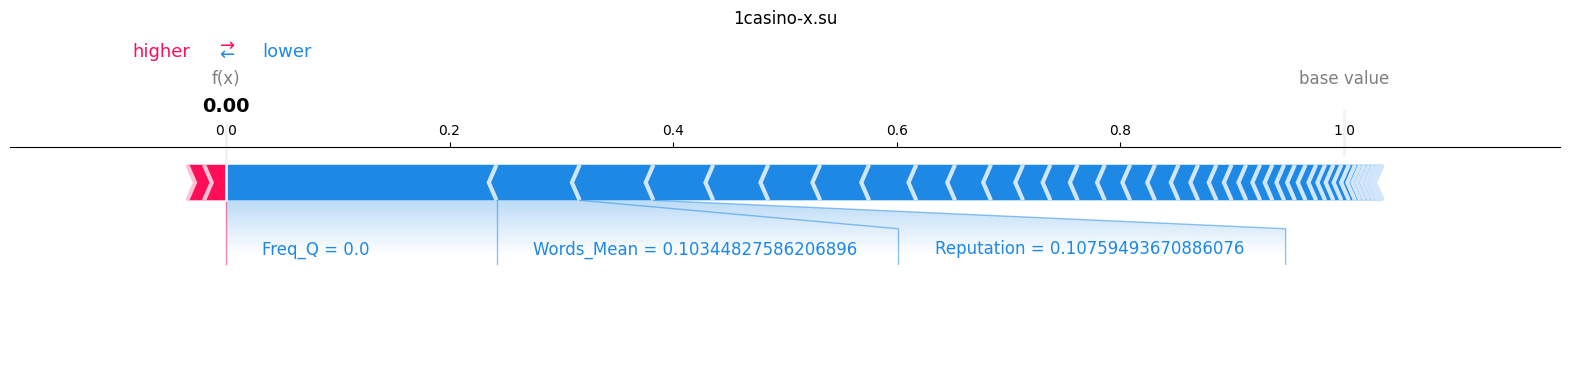 1casino-x.su
higher ⇄ lower
f(x)
base value
0.00
0.0 0.2 0.4 0.6 0.8 1.0
Freq_Q = 0.0
Words_Mean = 0.10344827586206896
Reputation = 0.10759493670886076